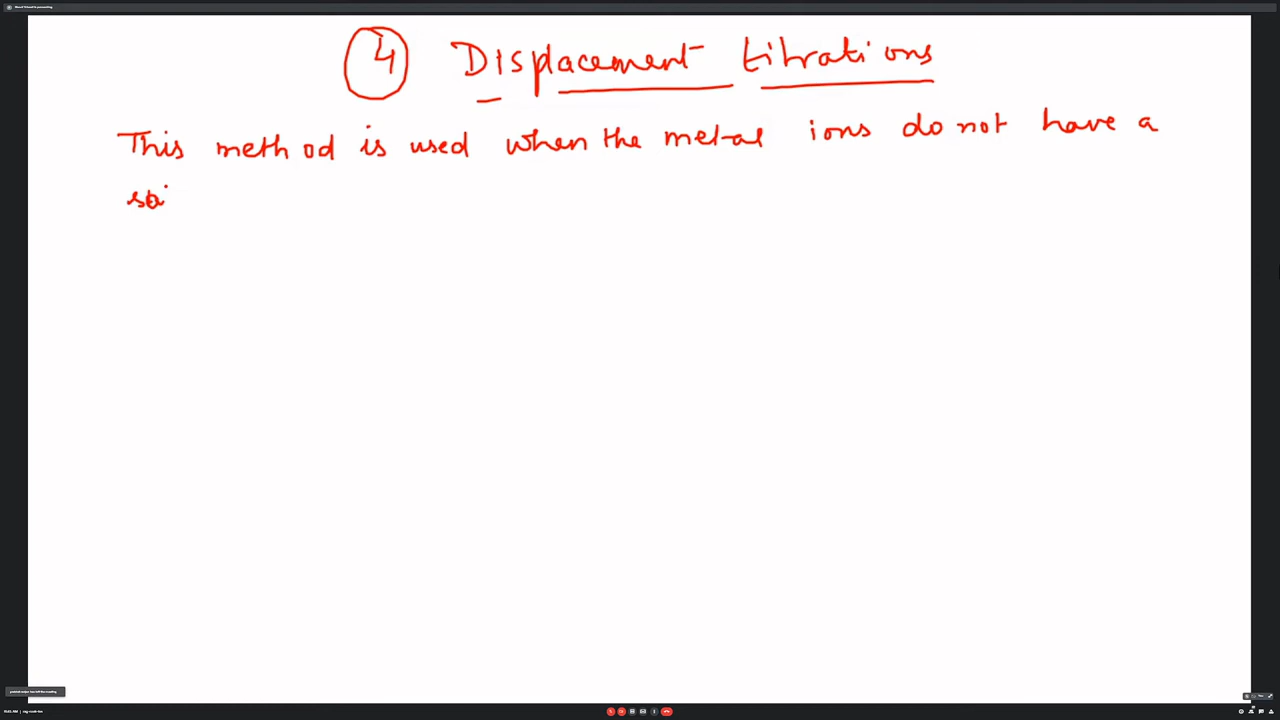 4 Displacement titrations
This method is used when the metal ions do not have a